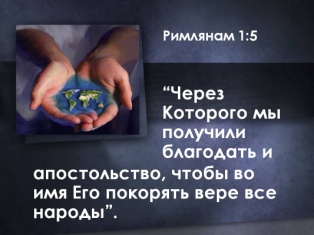 Римлянам 1:5
“Через
Которого мы
получили
благодать и
апостольство, чтобы во
имя Его покорять вере все
народы”.